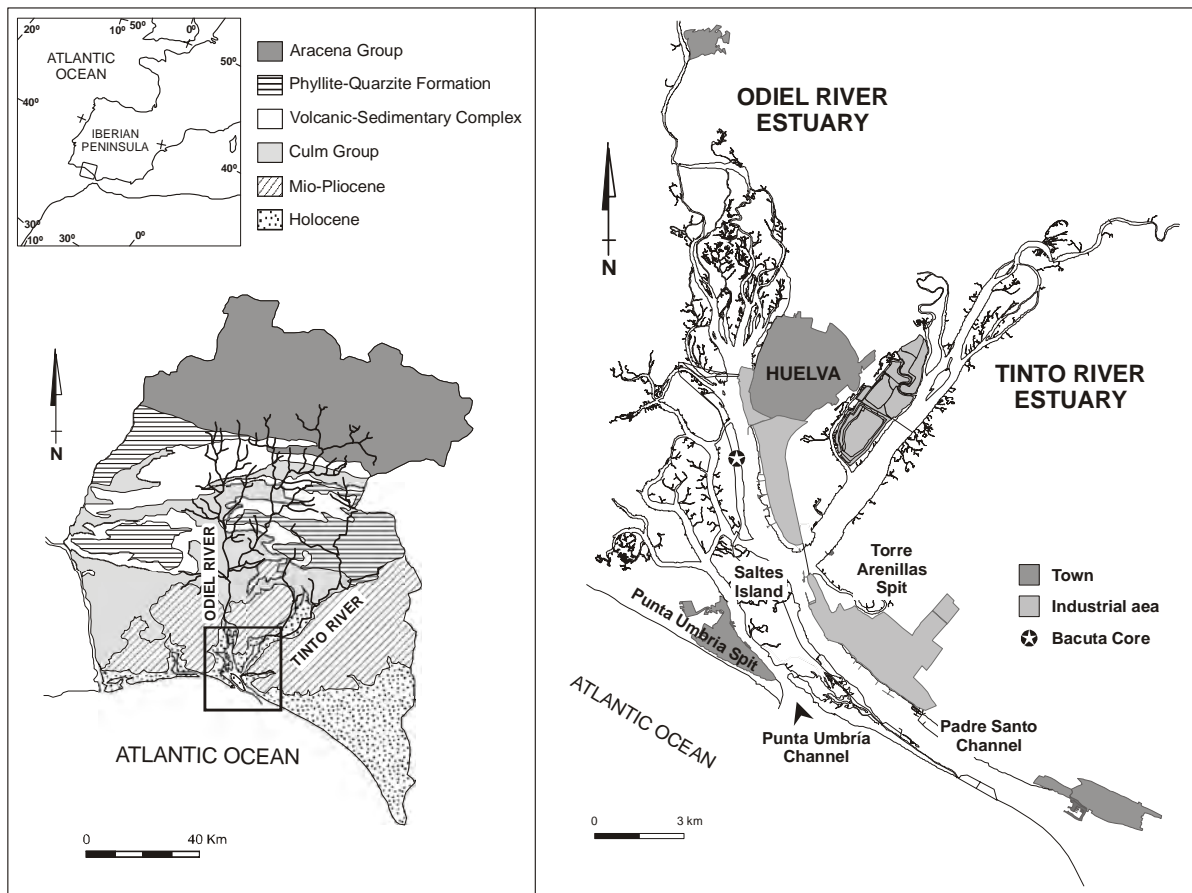 20º
10º
50º
0º
ATLANTIC
OCEAN
50º
40º
IBERIAN
PENINSULA
40º
30º
10º
30º
0º
Aracena Group
Phyllite-Quarzite Formation
Volcanic-Sedimentary Complex
Culm Group
Mio-Pliocene
Holocene
N
ODIEL RIVER
TINTO RIVER
ATLANTIC OCEAN
0
40 Km
ODIEL RIVER
ESTUARY
N
HUELVA
TINTO RIVER
ESTUARY
Torre
Arenillas
Spit
Saltes
Island
Punta Umbría Spit
Town
Industrial aea
Bacuta Core
ATLANTIC OCEAN
Punta Umbría
Channel
Padre Santo
Channel
0
3 km